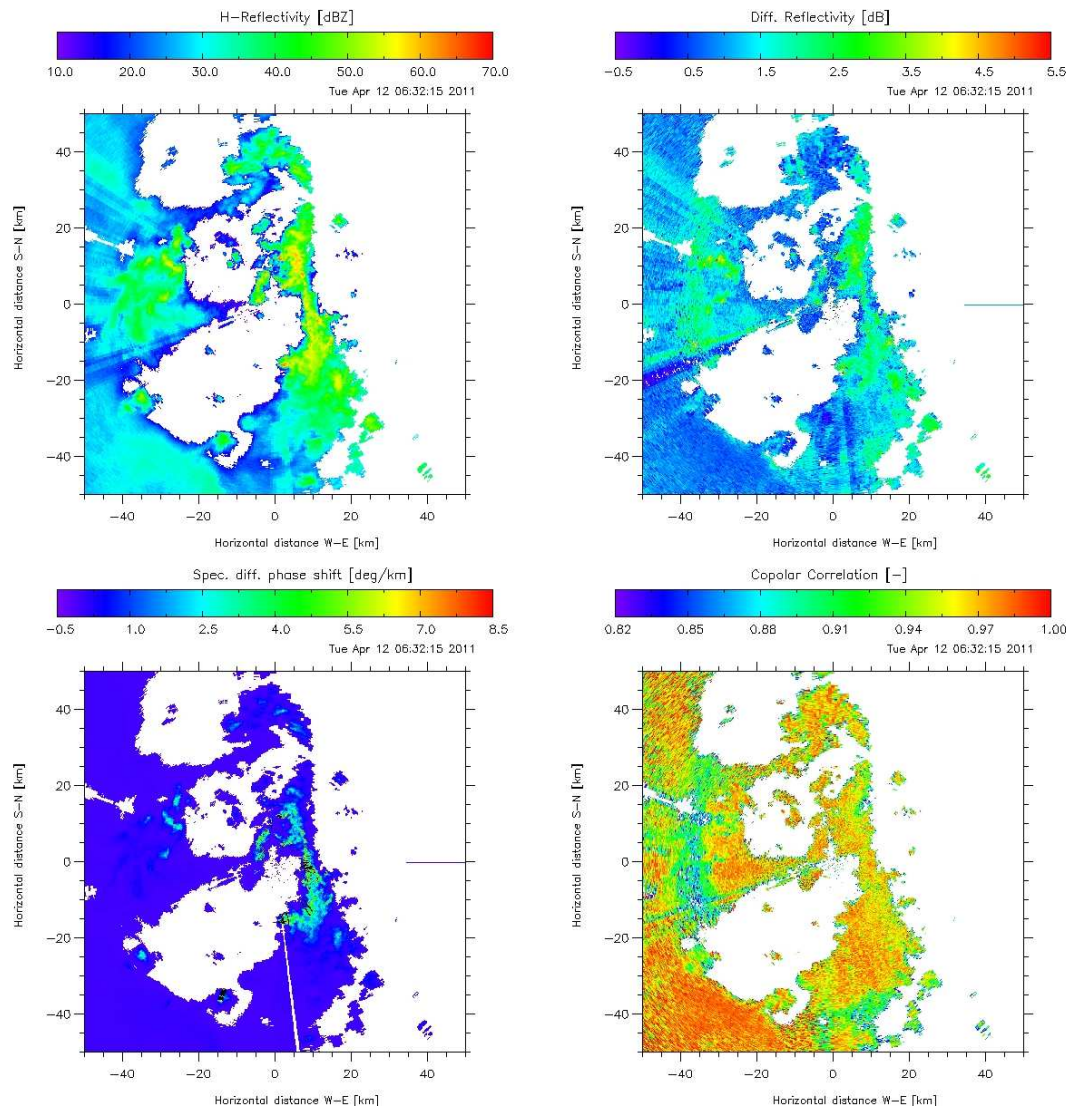 H-Reflectivity [dBZ]
10.0 20.0 30.0 40.0 50.0 60.0 70.0
Tue Apr 12 06:32:15 2011
40
20
0
-20
-40
Horizontal distance S-N [km]
-40 -20 0 20 40
Horizontal distance W-E [km]
Diff. Reflectivity [dB]
-0.5 0.5 1.5 2.5 3.5 4.5 5.5
Tue Apr 12 06:32:15 2011
40
20
0
-20
-40
Horizontal distance S-N [km]
-40 -20 0 20 40
Horizontal distance W-E [km]
Spec. diff. phase shift [deg/km]
-0.5 1.0 2.5 4.0 5.5 7.0 8.5
Tue Apr 12 06:32:15 2011
40
20
0
-20
-40
Horizontal distance S-N [km]
-40 -20 0 20 40
Horizontal distance W-E [km]
Copolar Correlation [-]
0.82 0.85 0.88 0.91 0.94 0.97 1.00
Tue Apr 12 06:32:15 2011
40
20
0
-20
-40
Horizontal distance S-N [km]
-40 -20 0 20 40
Horizontal distance W-E [km]